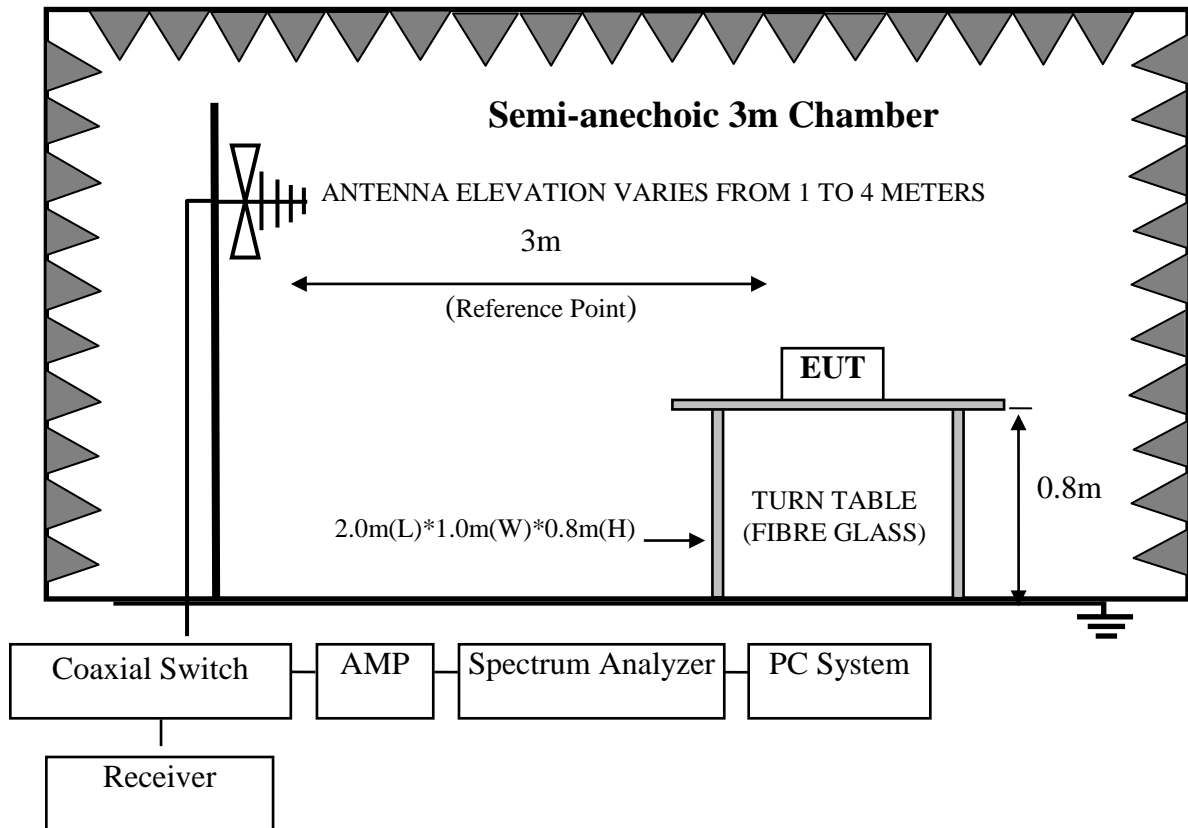 Semi-anechoic 3m Chamber
ANTENNA ELEVATION VARIES FROM 1 TO 4 METERS
3m
(Reference Point)
EUT
0.8m
TURN TABLE
(FIBRE GLASS)
2.0m(L)*1.0m(W)*0.8m(H)
Coaxial Switch
AMP
Spectrum Analyzer
PC System
Receiver